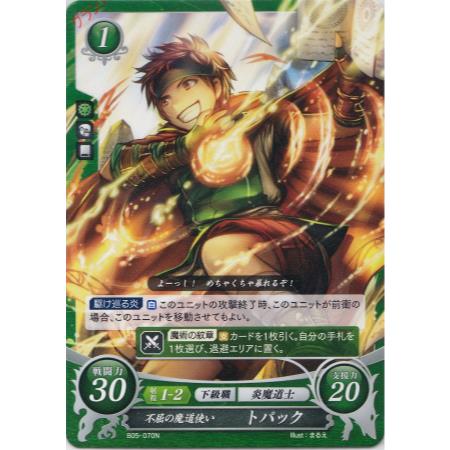 1
よーっし! めちゃくちゃ暴れるぞ!
駆け巡る炎 このユニットの攻撃終了時、このユニットが前衛の
場合、このユニットを移動させてもよい。
魔術の紋章 カードを1枚引く。自分の手札を
1枚選び、退避エリアに置く。
戦闘力
30
射程 1-2 下級職 炎魔道士
支援力
20
不屈の魔道使い トパック
B05-070N
Illust:まるえ